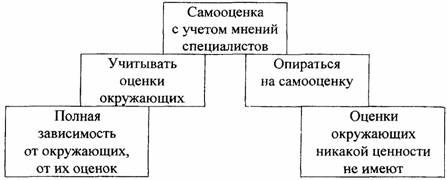 Самооценка
с учетом мнений
специалистов
Учитывать
оценки
окружающих
Опираться
на самооценку
Полная
зависимость
от окружающих,
от их оценок
Оценки
окружающих
никакой ценности
не имеют